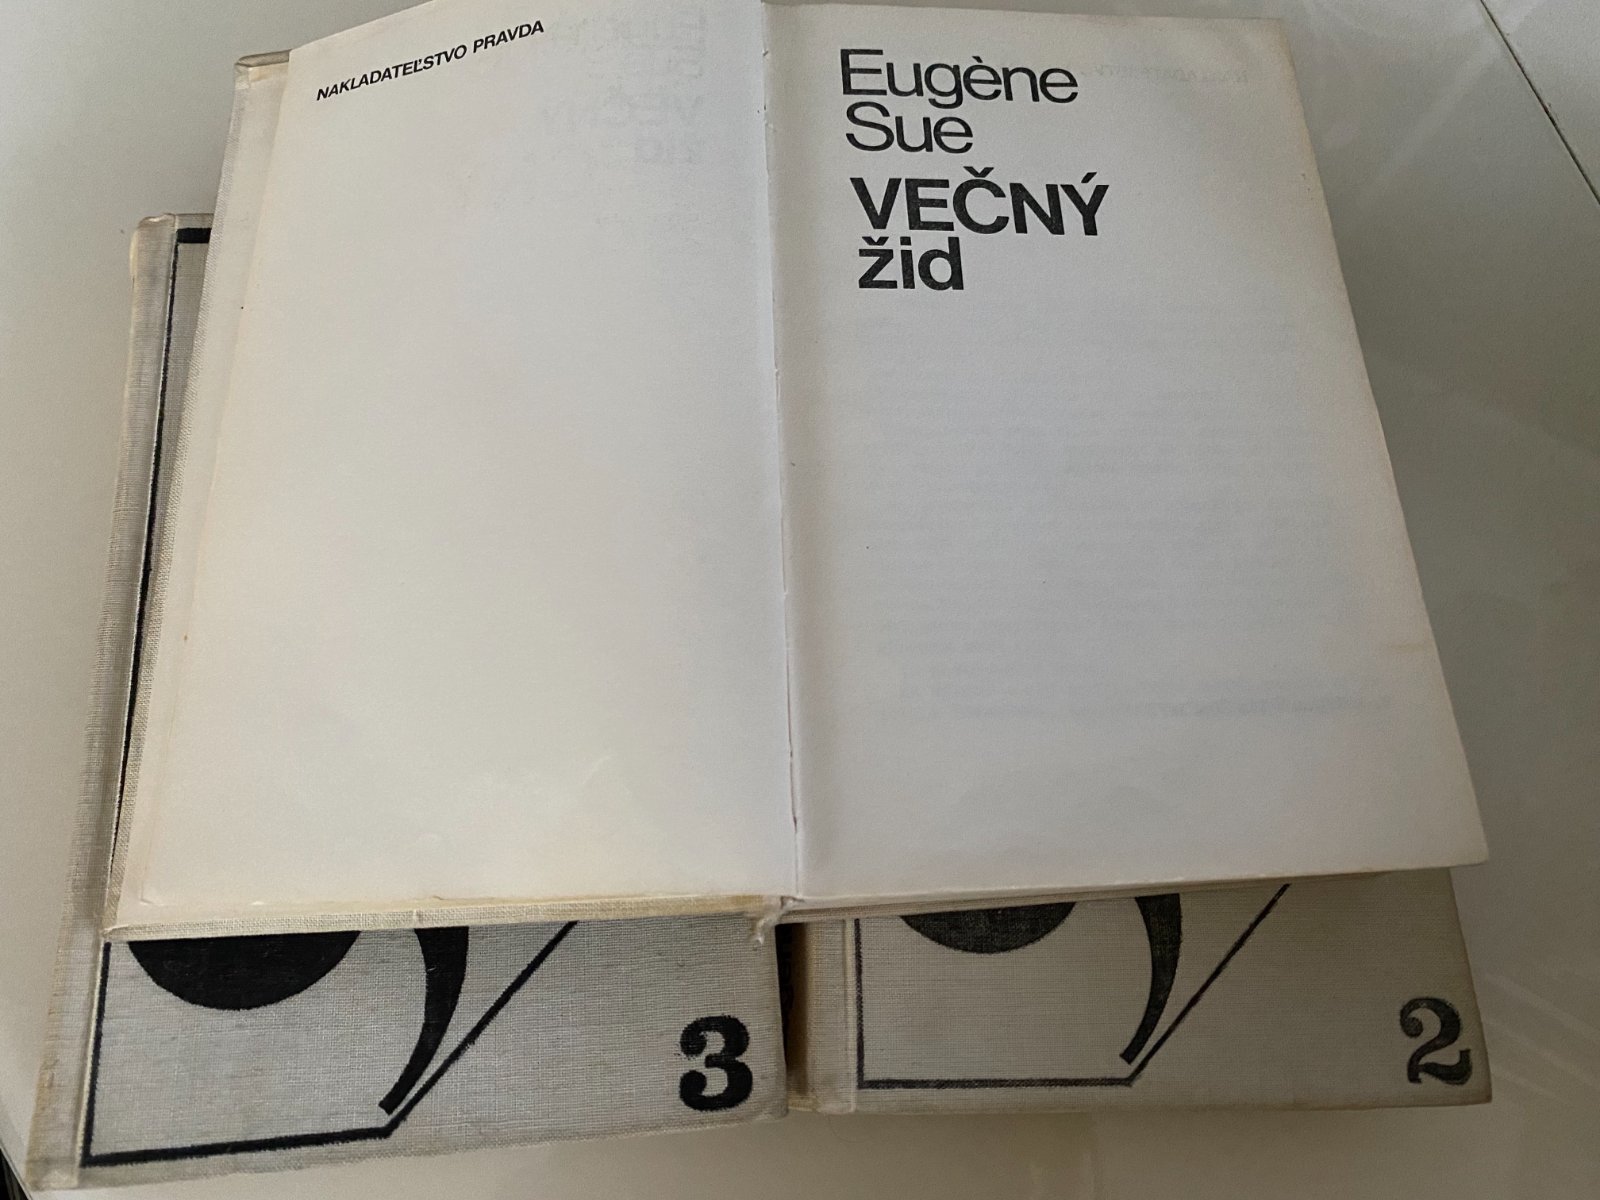 NAKLADATEĽSTVO PRAVDA
Eugène
Sue
VEČNÝ
žid
3
2